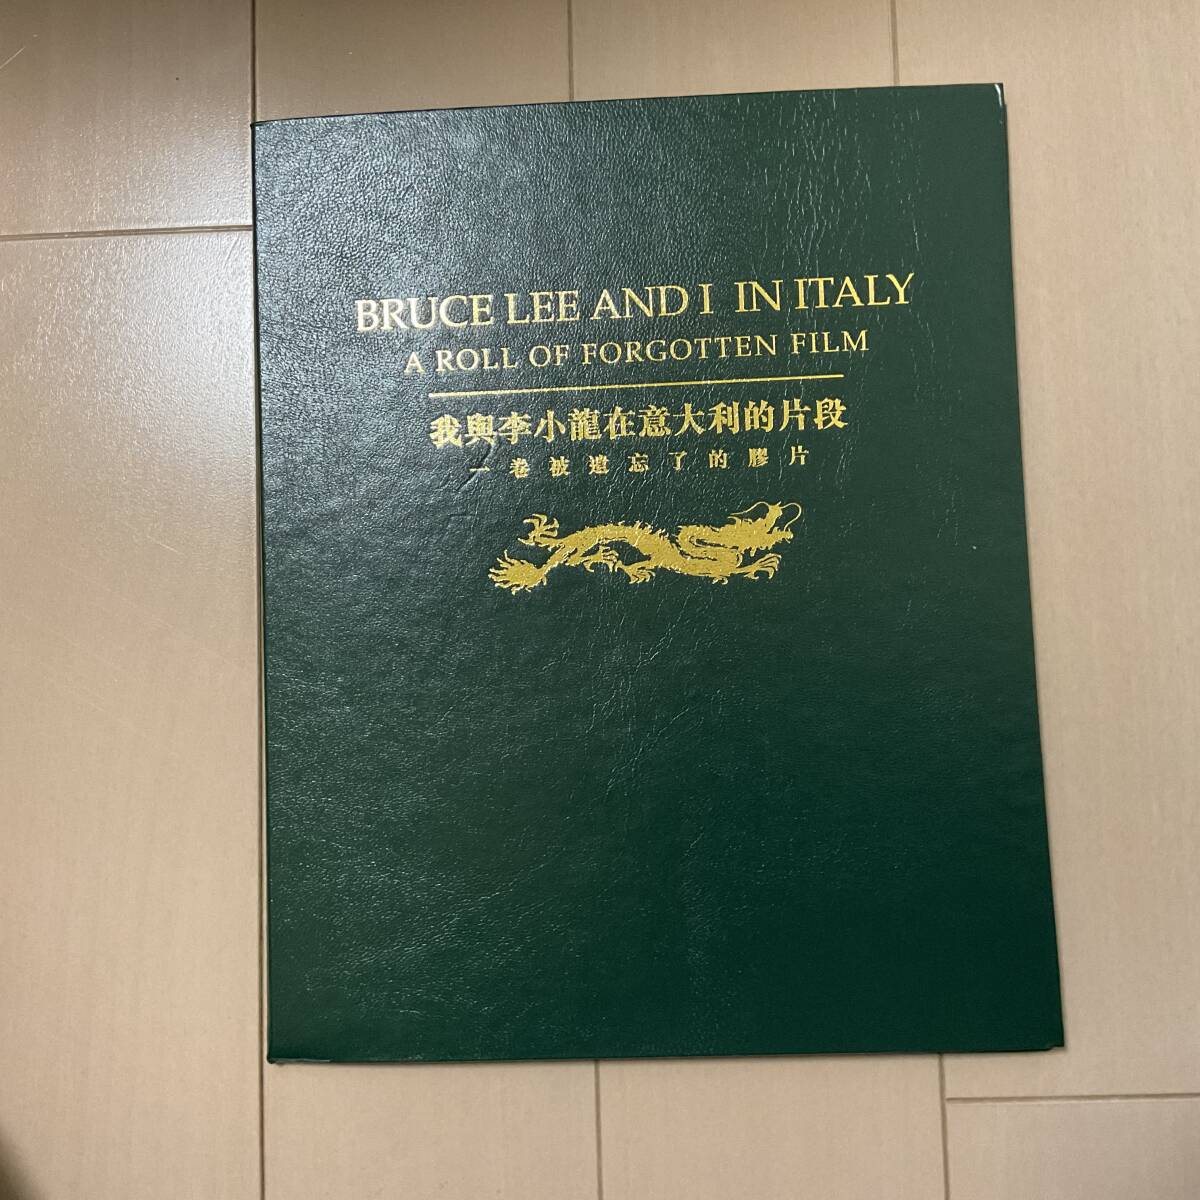 BRUCE LEE AND I IN ITALY
A ROLL OF FORGOTTEN FILM
我與李小龍在意大利的片段
一卷被遺忘了的膠片